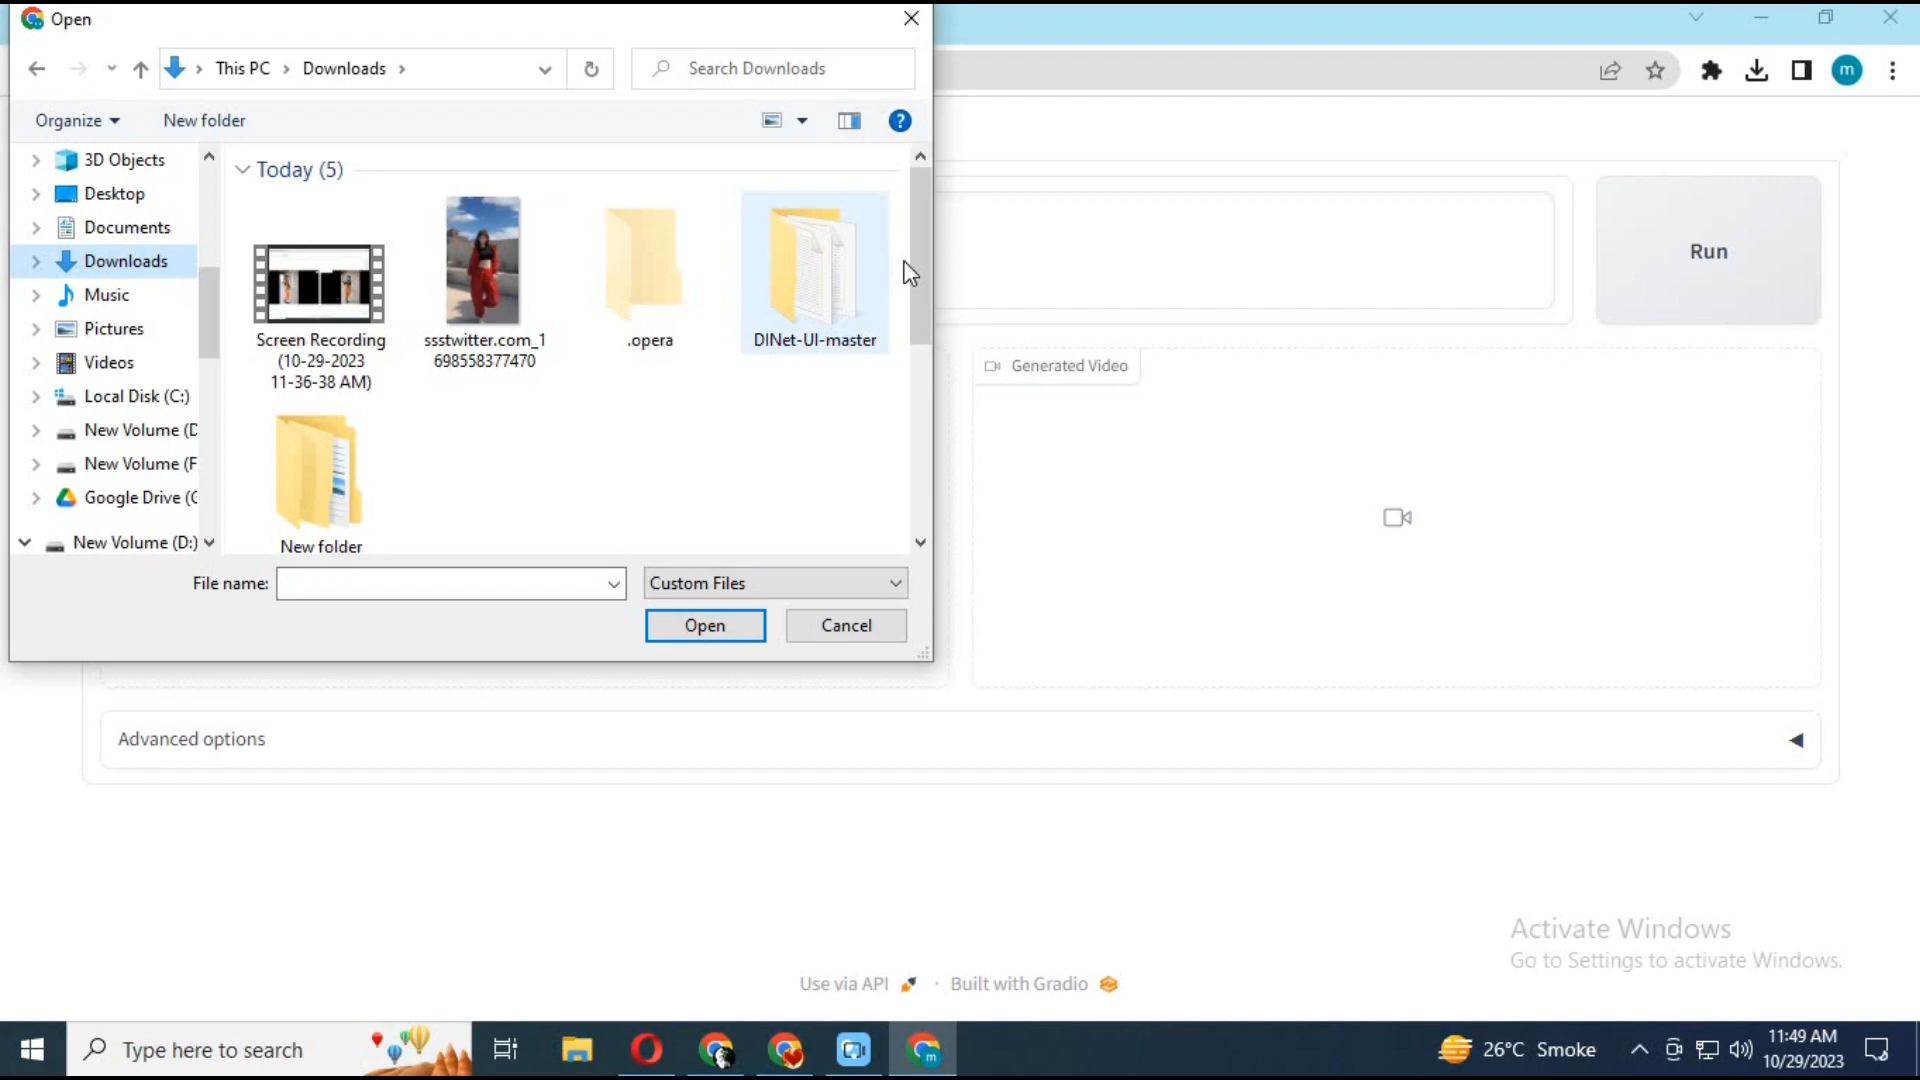 Open
This PC > Downloads >
Search Downloads
m
Organize
New folder
?
3D Objects
Desktop
Documents
Downloads
Music
Pictures
Videos
Local Disk (C:)
New Volume (D
New Volume (F
Google Drive (G
New Volume (D:)
Today (5)
Screen Recording
(10-29-2023
11-36-38 AM)
ssstwitter.com_1
698558377470
.opera
DINet-UI-master
New folder
File name:
Custom Files
Open
Cancel
Run
Generated Video
Advanced options
Activate Windows
Go to Settings to activate Windows.
Use via API
·
Built with Gradio
Type here to search
m
26°C Smoke
11:49 AM
10/29/2023